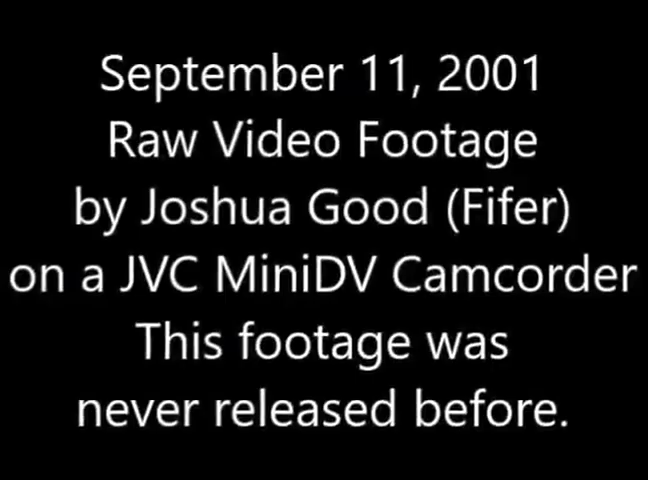 September 11, 2001
Raw Video Footage
by Joshua Good (Fifer)
on a JVC MiniDV Camcorder
This footage was
never released before.